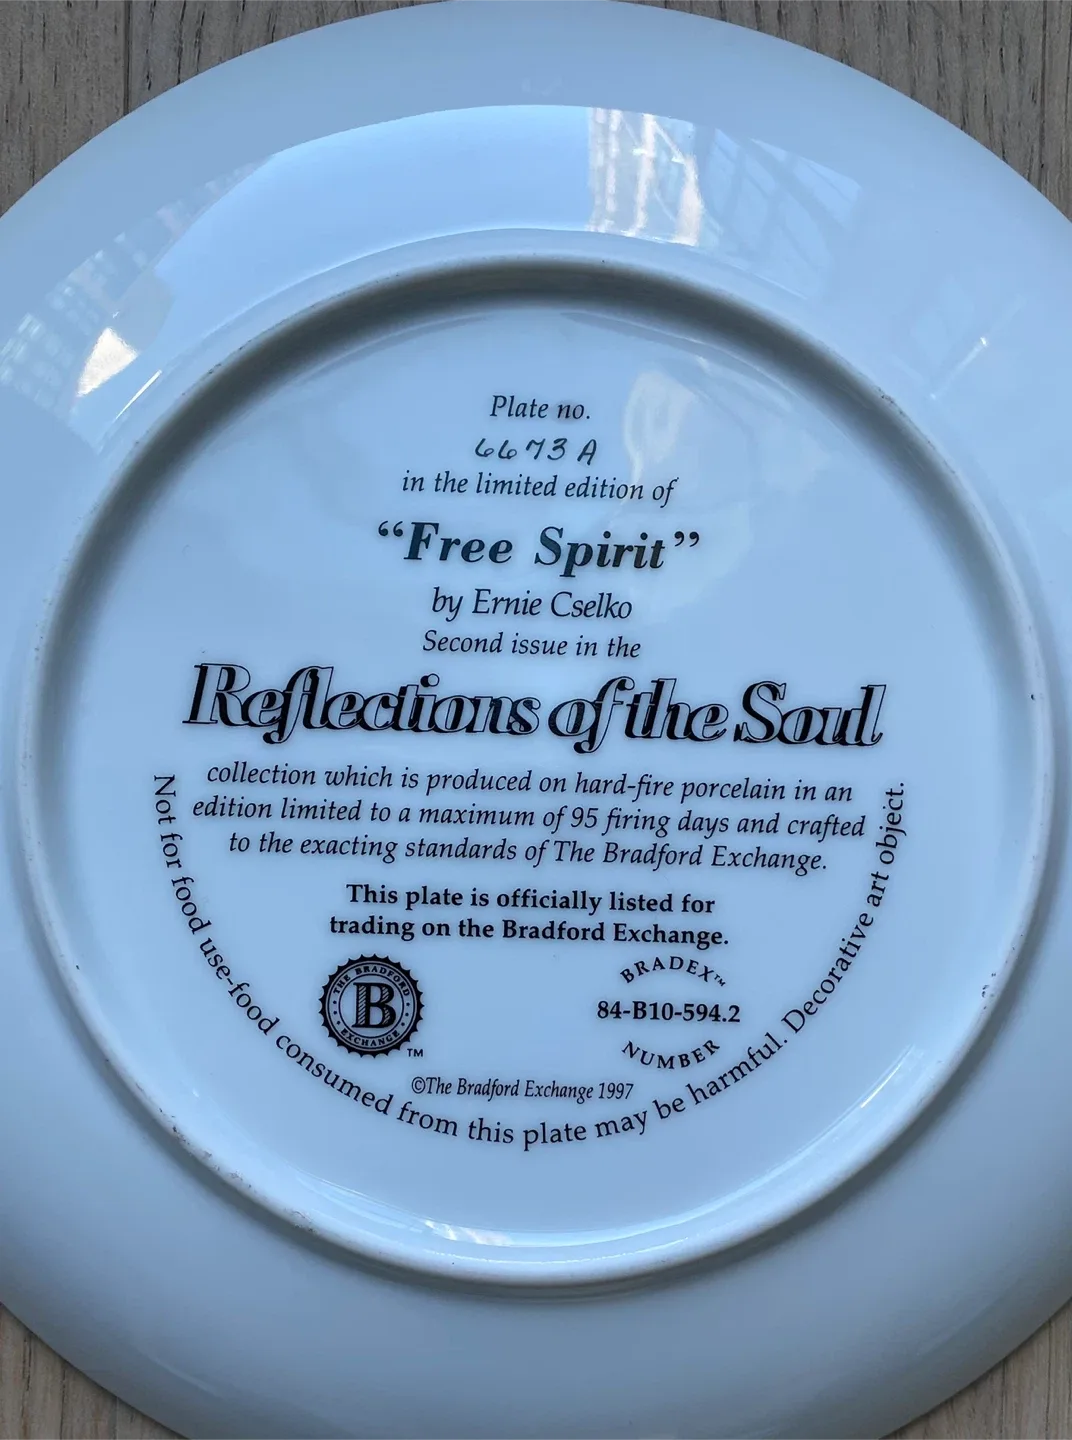 Plate no.
6673A
in the limited edition of
“Free Spirit”
by Ernie Cselko
Second issue in the
Reflections of the Soul
collection which is produced on hard-fire porcelain in an
edition limited to a maximum of 95 firing days and crafted
to the exacting standards of The Bradford Exchange.
This plate is officially listed for
trading on the Bradford Exchange.
THE BRADFORD
B
EXCHANGE
TM
BRADEX™
84-B10-594.2
NUMBER
©The Bradford Exchange 1997
Not for food use-food consumed from this plate may be harmful. Decorative art object.